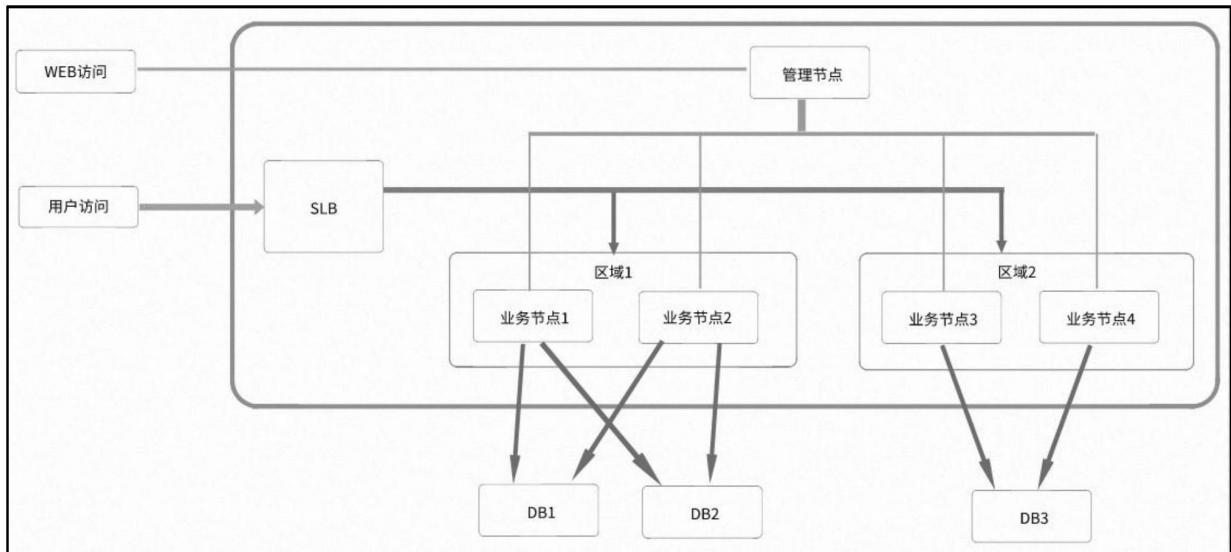 WEB访问
管理节点
用户访问
SLB
区域1
区域2
业务节点1
业务节点2
业务节点3
业务节点4
DB1
DB2
DB3